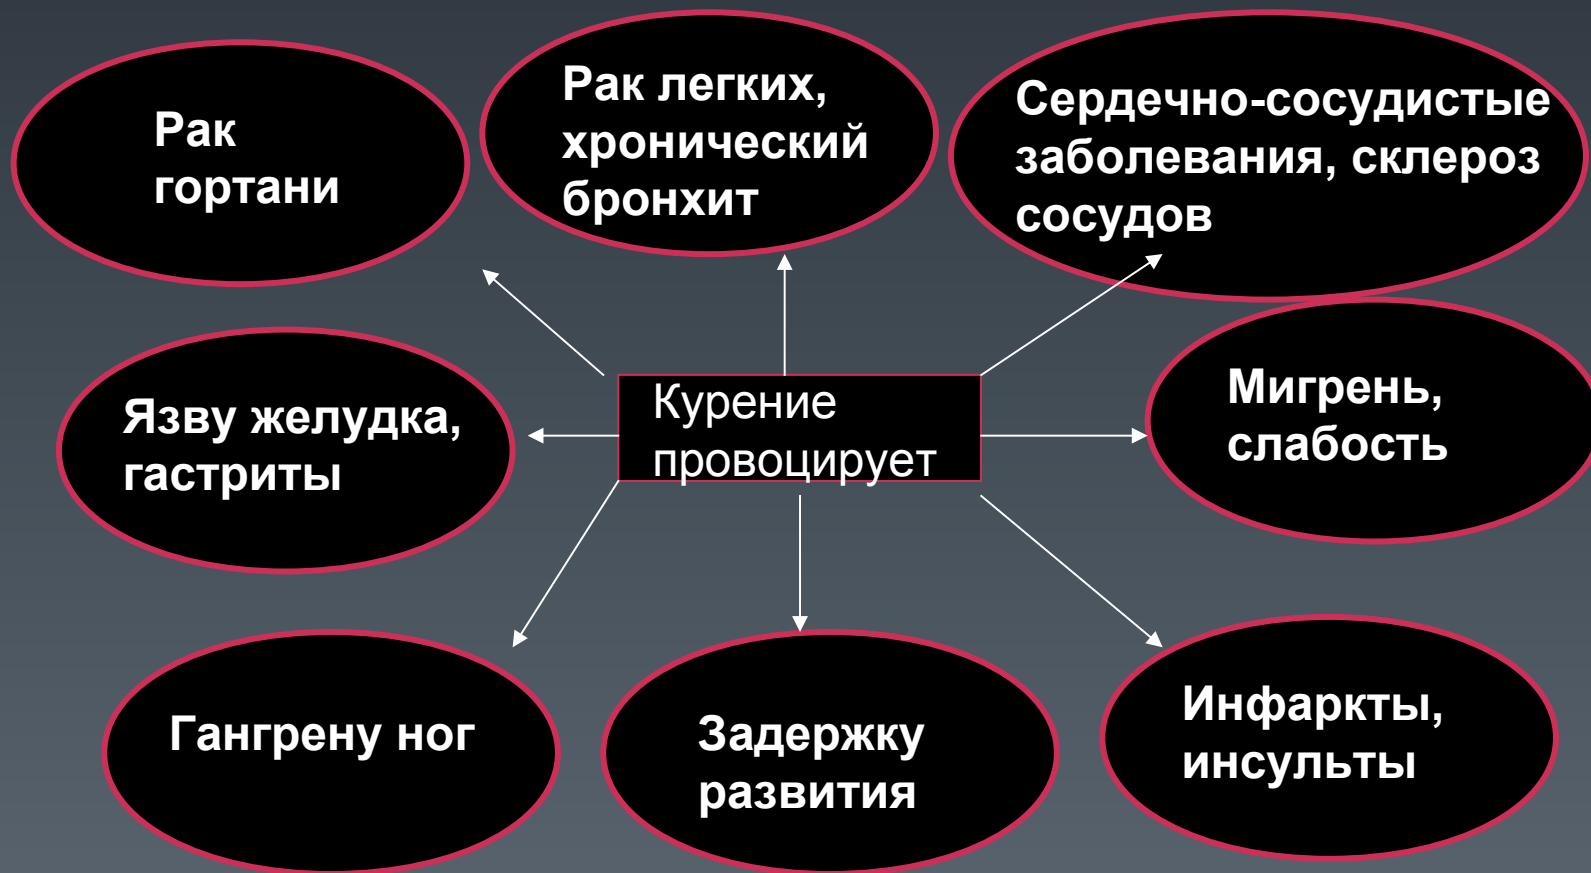 Рак
гортани
Рак легких,
хронический
бронхит
Сердечно-сосудистые
заболевания, склероз
сосудов
Язву желудка,
гастриты
Курение
провоцирует
Мигрень,
слабость
Гангрену ног
Задержку
развития
Инфаркты,
инсульты